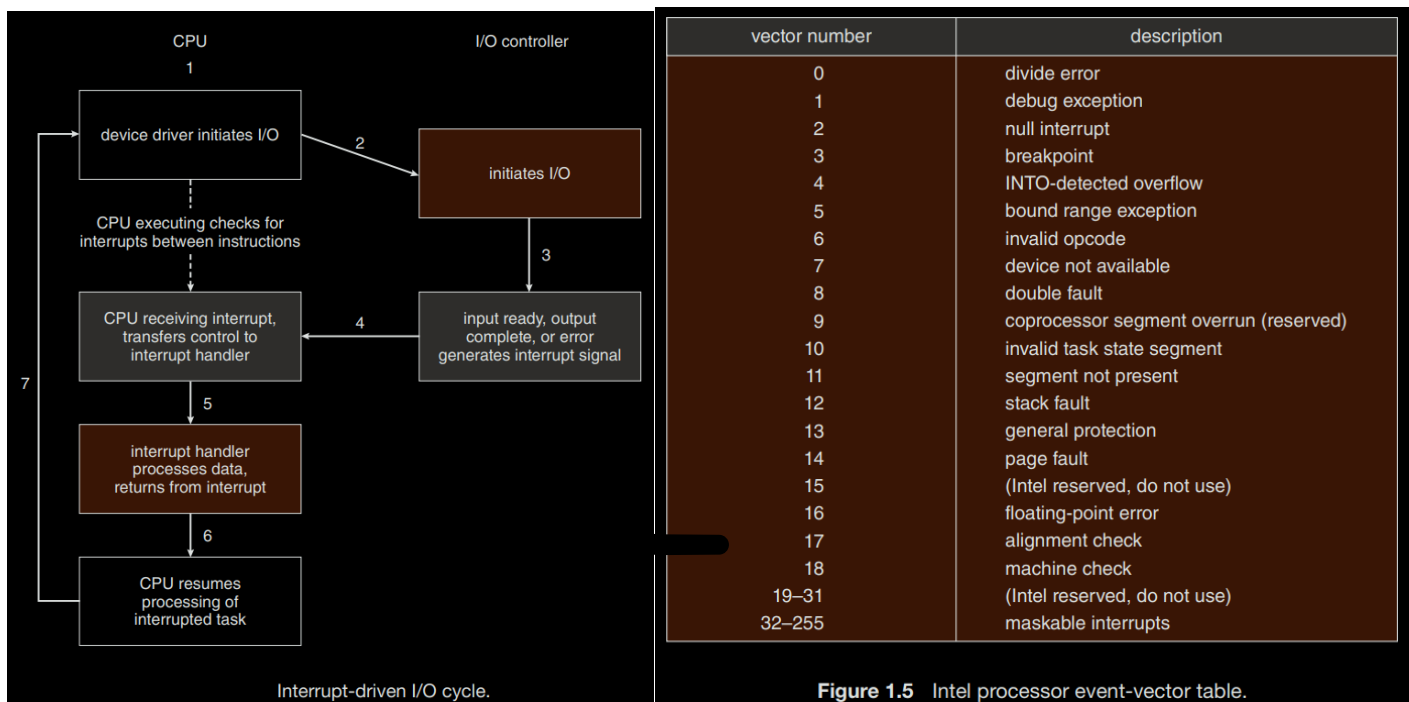 CPU
I/O controller
1
device driver initiates I/O
2
initiates I/O
CPU executing checks for
interrupts between instructions
3
CPU receiving interrupt,
transfers control to
interrupt handler
4
input ready, output
complete, or error
generates interrupt signal
7
5
interrupt handler
processes data,
returns from interrupt
6
CPU resumes
processing of
interrupted task
Interrupt-driven I/O cycle.
vector number description
0 divide error
1 debug exception
2 null interrupt
3 breakpoint
4 INTO-detected overflow
5 bound range exception
6 invalid opcode
7 device not available
8 double fault
9 coprocessor segment overrun (reserved)
10 invalid task state segment
11 segment not present
12 stack fault
13 general protection
14 page fault
15 (Intel reserved, do not use)
16 floating-point error
17 alignment check
18 machine check
19–31 (Intel reserved, do not use)
32–255 maskable interrupts
Figure 1.5 Intel processor event-vector table.